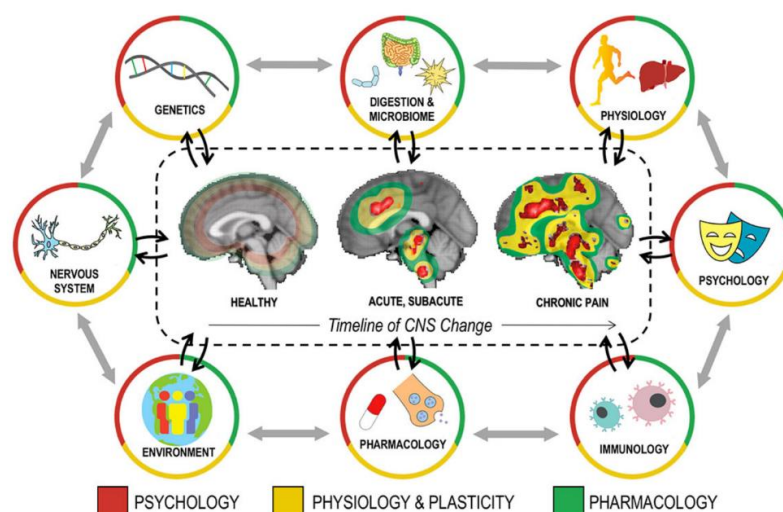 GENETICS
DIGESTION &
MICROBIOME
PHYSIOLOGY
NERVOUS
SYSTEM
HEALTHY
ACUTE, SUBACUTE
CHRONIC PAIN
PSYCHOLOGY
Timeline of CNS Change
ENVIRONMENT
PHARMACOLOGY
IMMUNOLOGY
PSYCHOLOGY
PHYSIOLOGY & PLASTICITY
PHARMACOLOGY